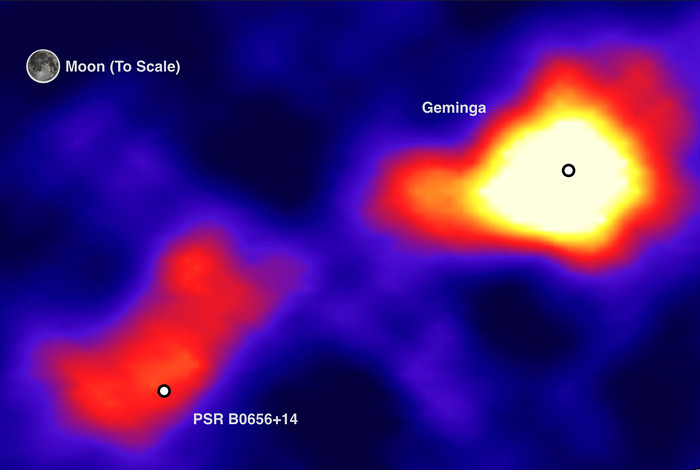 Moon (To Scale)
Geminga
PSR B0656+14